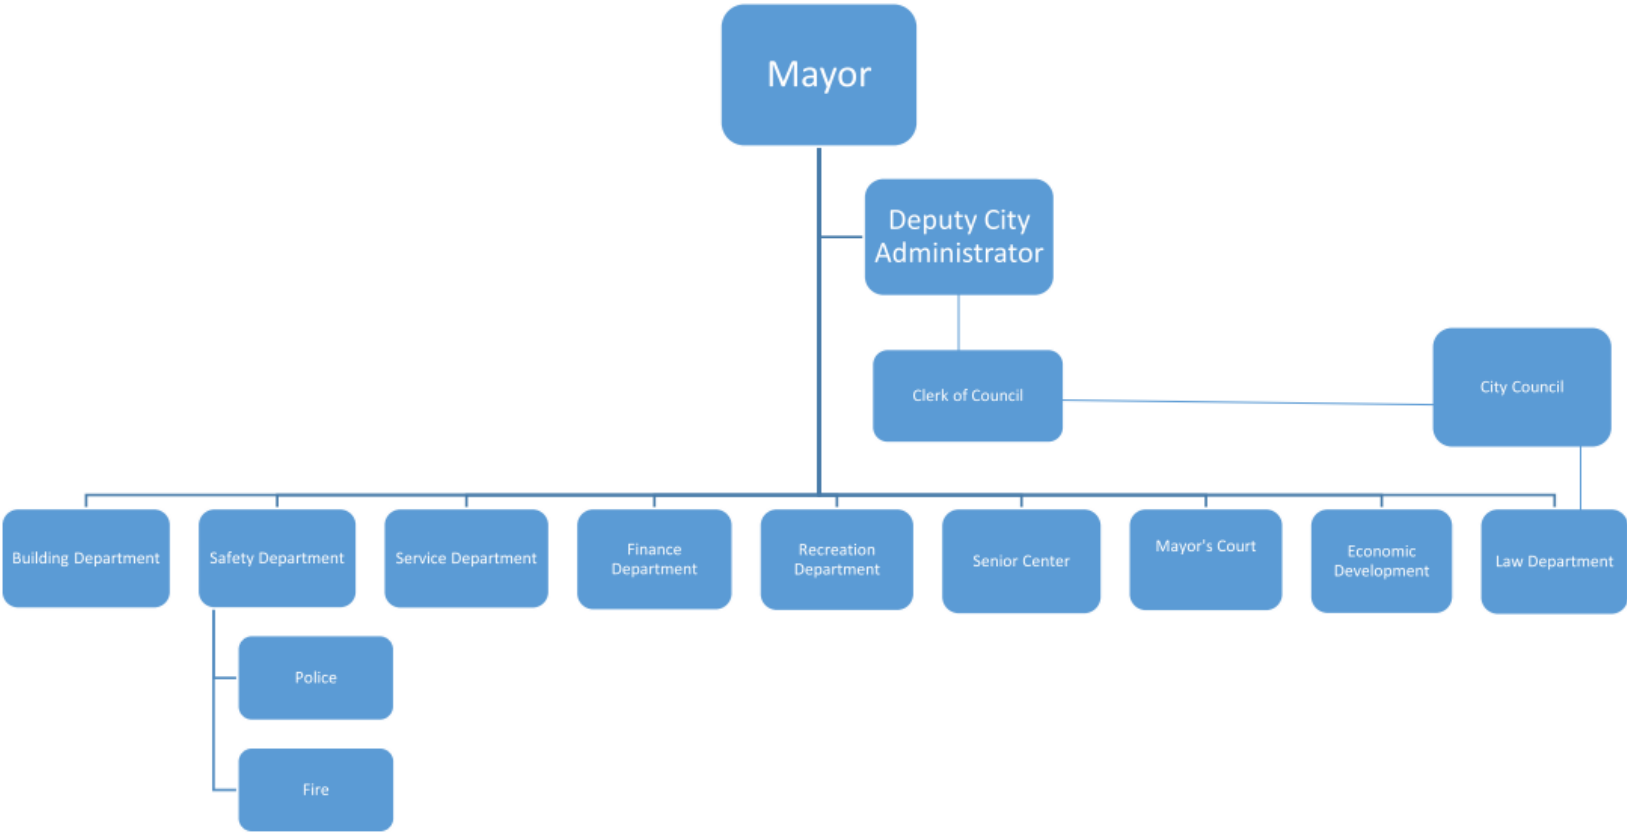 Mayor
Deputy City
Administrator
Clerk of Council
City Council
Building Department
Safety Department
Service Department
Finance
Department
Recreation
Department
Senior Center
Mayor's Court
Economic
Development
Law Department
Police
Fire